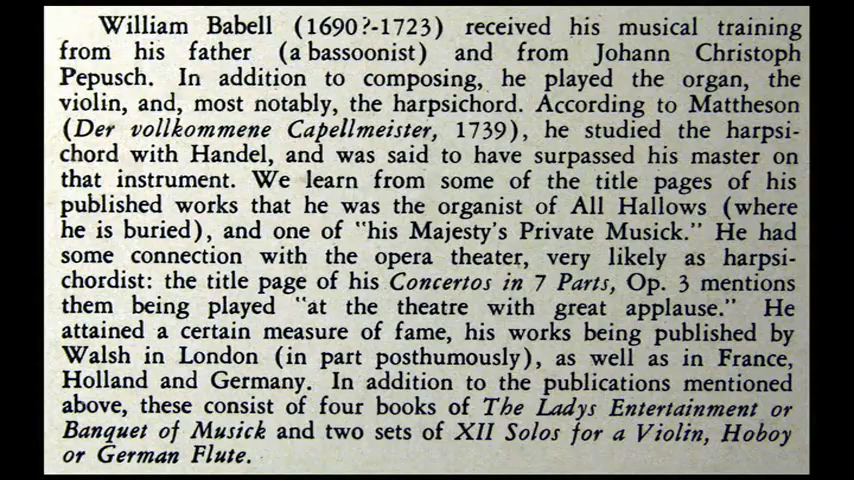 William Babell (1690?-1723) received his musical training
from his father (a bassoonist) and from Johann Christoph
Pepusch. In addition to composing, he played the organ, the
violin, and, most notably, the harpsichord. According to Mattheson
(Der vollkommene Capellmeister, 1739), he studied the harpsi-
chord with Handel, and was said to have surpassed his master on
that instrument. We learn from some of the title pages of his
published works that he was the organist of All Hallows (where
he is buried), and one of "his Majesty's Private Musick." He had
some connection with the opera theater, very likely as harpsi-
chordist: the title page of his Concertos in 7 Parts, Op. 3 mentions
them being played "at the theatre with great applause." He
attained a certain measure of fame, his works being published by
Walsh in London (in part posthumously), as well as in France,
Holland and Germany. In addition to the publications mentioned
above, these consist of four books of The Ladys Entertainment or
Banquet of Musick and two sets of XII Solos for a Violin, Hoboy
or German Flute.